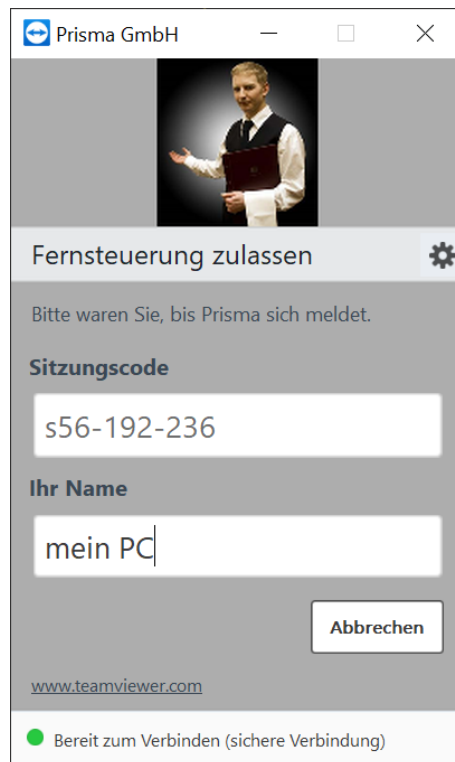 Prisma GmbH
Fernsteuerung zulassen
Bitte waren Sie, bis Prisma sich meldet.
Sitzungscode
s56-192-236
Ihr Name
mein PC
Abbrechen
www.teamviewer.com
Bereit zum Verbinden (sichere Verbindung)